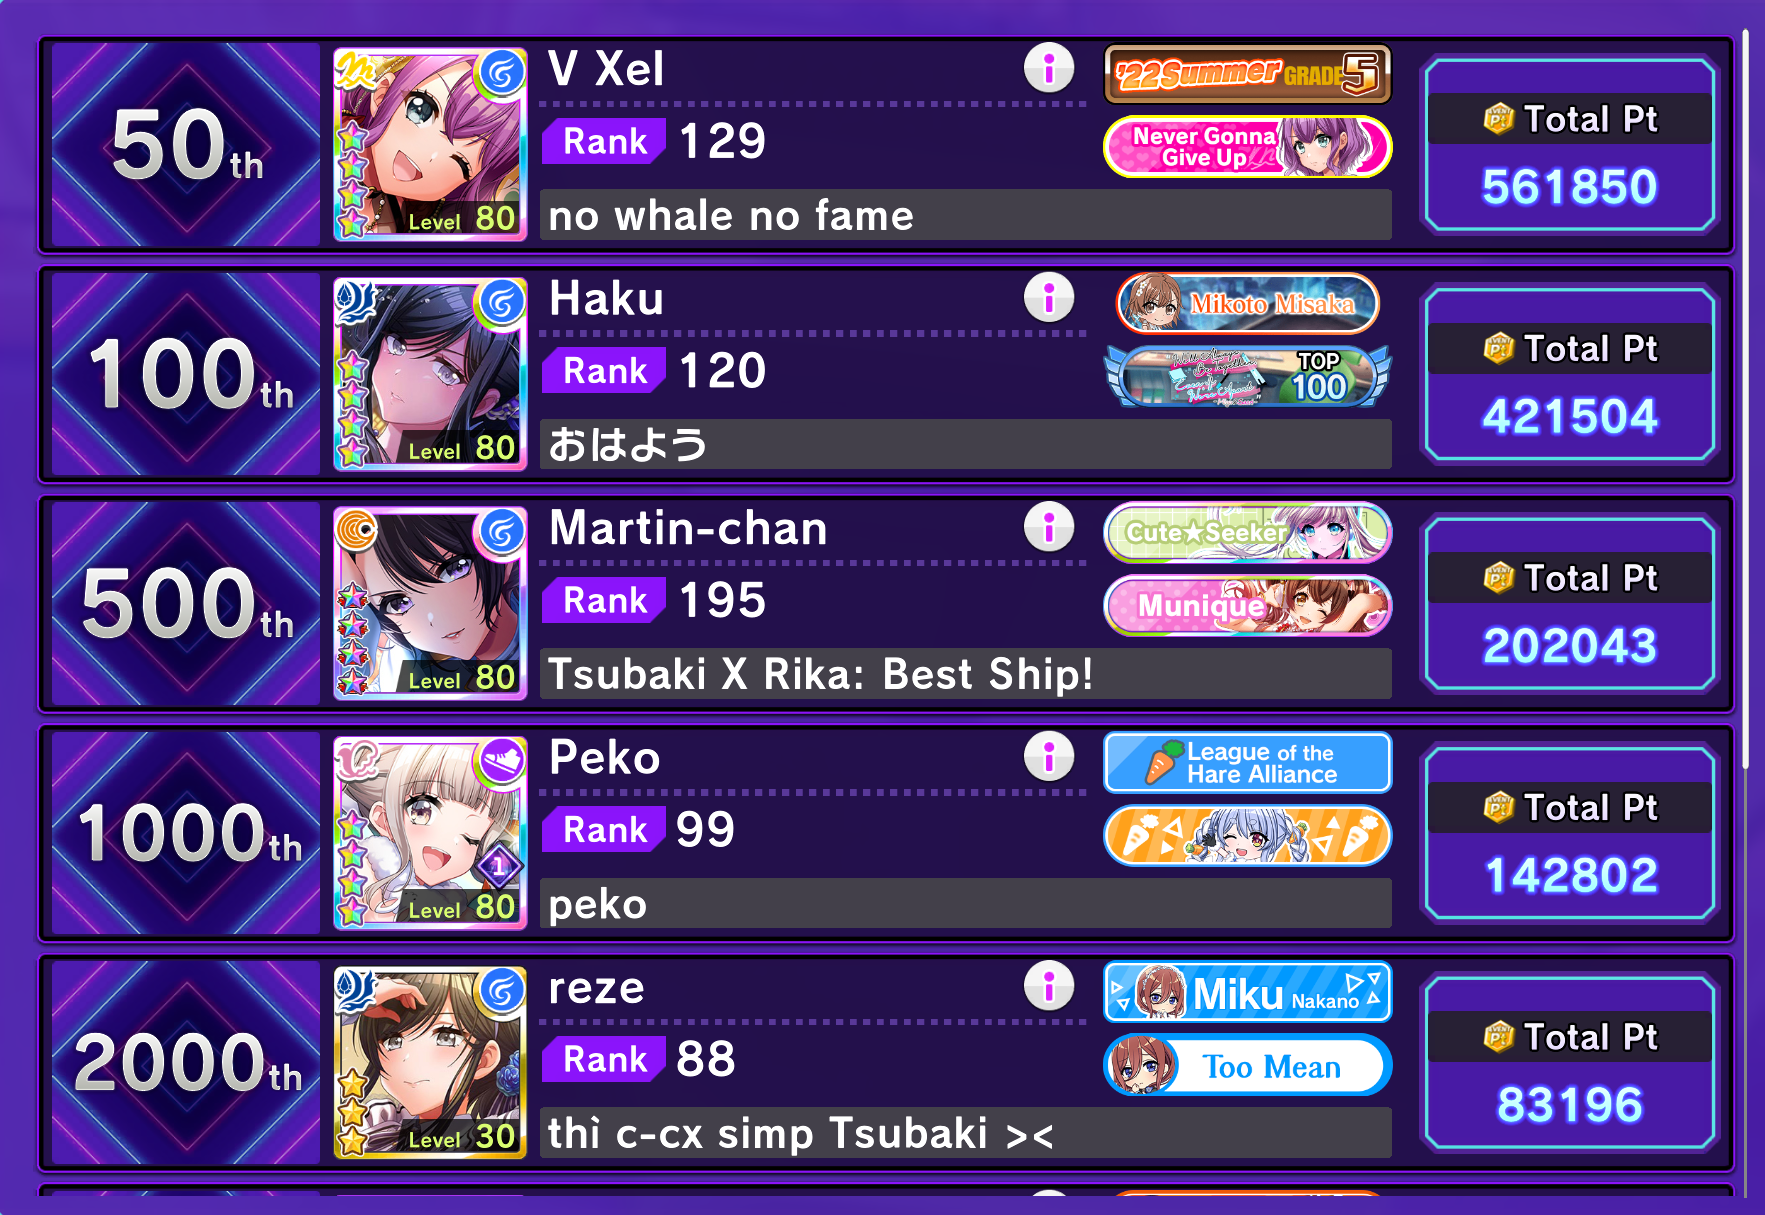 50th
V Xel
Rank 129
no whale no fame
Level 80
'22 Summer GRADE 5
Never Gonna
Give Up
Total Pt
561850
100th
Haku
Rank 120
おはよう
Level 80
Mikoto Misaka
TOP
100
Total Pt
421504
500th
Martin-chan
Rank 195
Tsubaki X Rika: Best Ship!
Level 80
Cute★Seeker
Munique
Total Pt
202043
1000th
Peko
Rank 99
peko
1
Level 80
League of the
Hare Alliance
Total Pt
142802
2000th
reze
Rank 88
thì c-cx simp Tsubaki ><
Level 30
Miku Nakano
Too Mean
Total Pt
83196